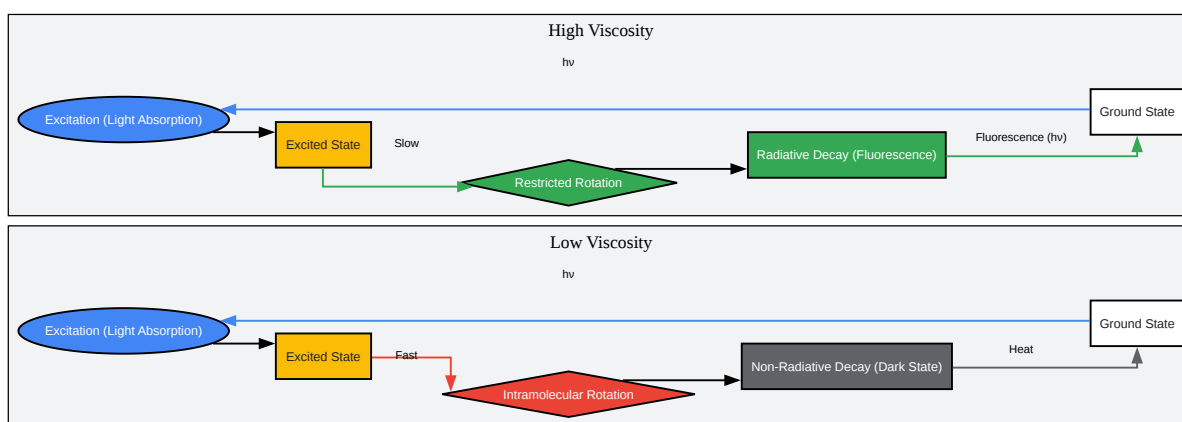 High Viscosity
hν
Excitation (Light Absorption)
Excited State
Slow
Restricted Rotation
Radiative Decay (Fluorescence)
Fluorescence (hν)
Ground State
Low Viscosity
hν
Excitation (Light Absorption)
Excited State
Fast
Intramolecular Rotation
Non-Radiative Decay (Dark State)
Heat
Ground State